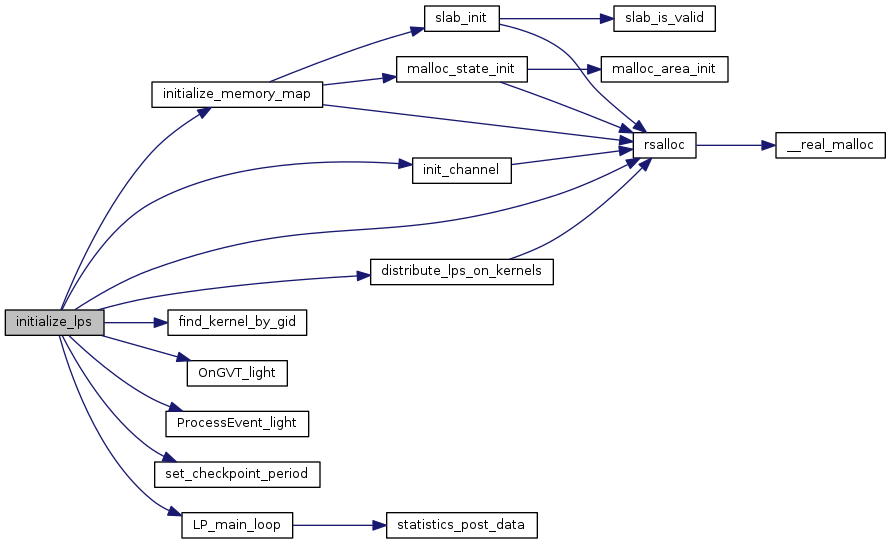 slab_init
slab_is_valid
malloc_state_init
malloc_area_init
initialize_memory_map
rsalloc
__real_malloc
init_channel
distribute_lps_on_kernels
initialize_lps
find_kernel_by_gid
OnGVT_light
ProcessEvent_light
set_checkpoint_period
LP_main_loop
statistics_post_data